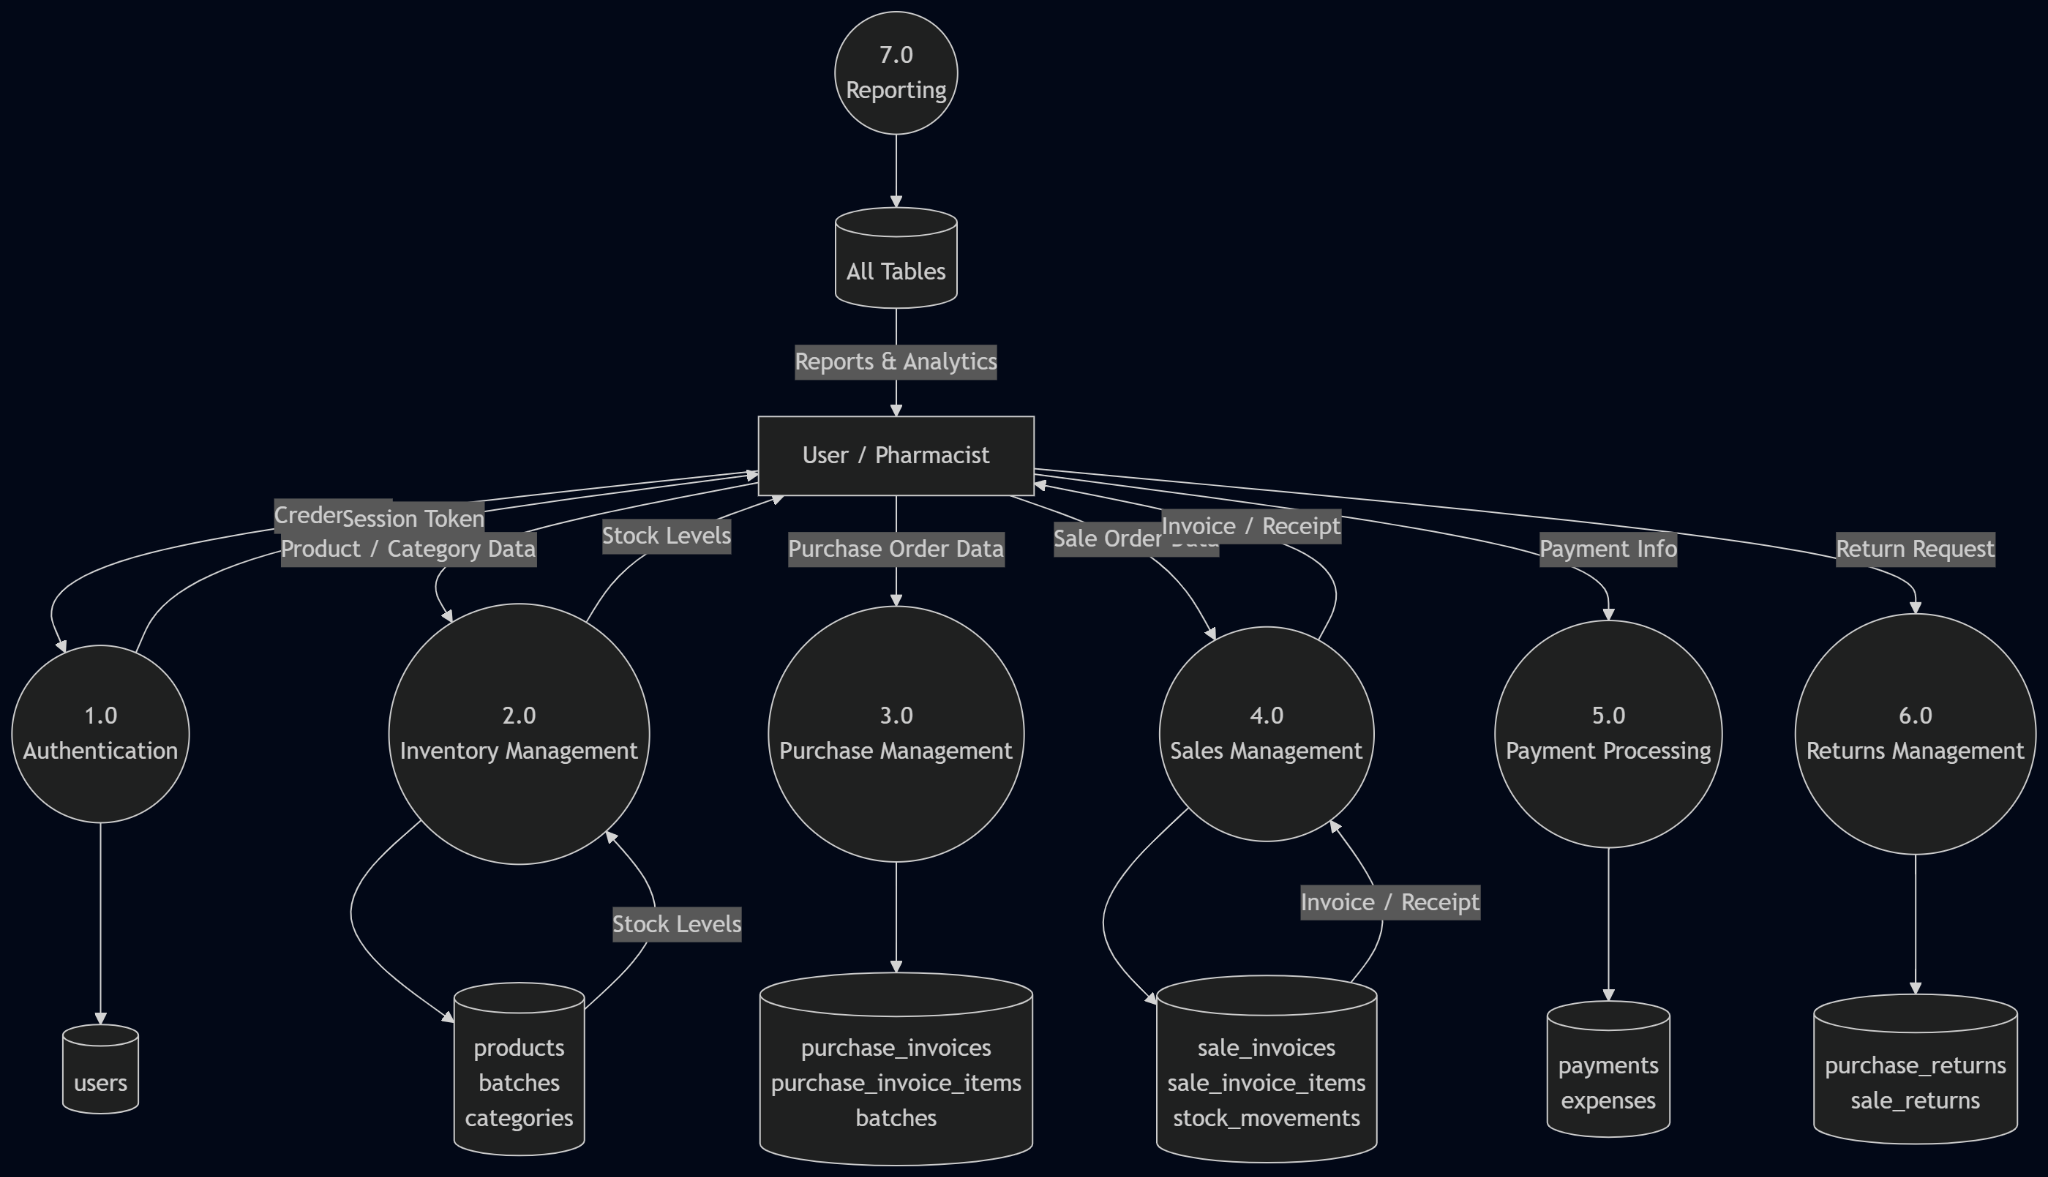 7.0
Reporting
All Tables
Reports & Analytics
User / Pharmacist
Session Token
Product / Category Data
Stock Levels
Purchase Order Data
Sale Order Data
Invoice / Receipt
Payment Info
Return Request
1.0
Authentication
2.0
Inventory Management
3.0
Purchase Management
4.0
Sales Management
5.0
Payment Processing
6.0
Returns Management
Stock Levels
Invoice / Receipt
users
products
batches
categories
purchase_invoices
purchase_invoice_items
batches
sale_invoices
sale_invoice_items
stock_movements
payments
expenses
purchase_returns
sale_returns